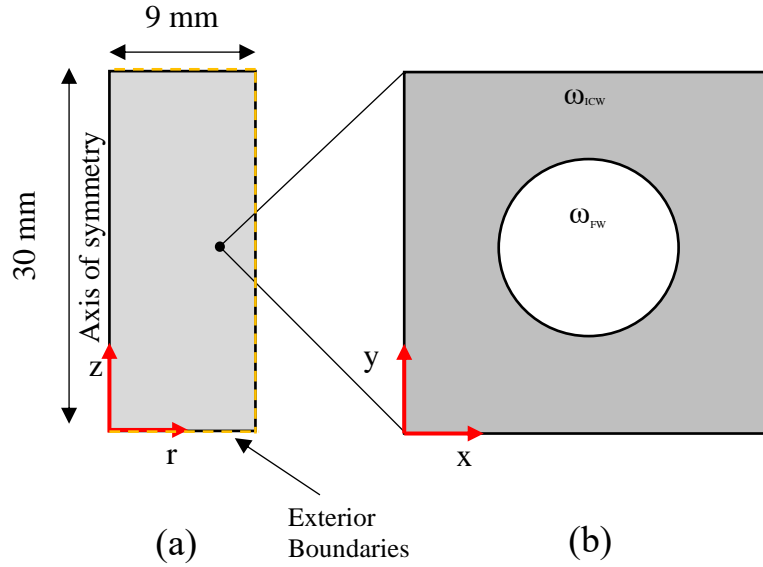 9 mm
30 mm
Axis of symmetry
z
r
Exterior
Boundaries
(a)
ω_ICW
ω_FW
y
x
(b)